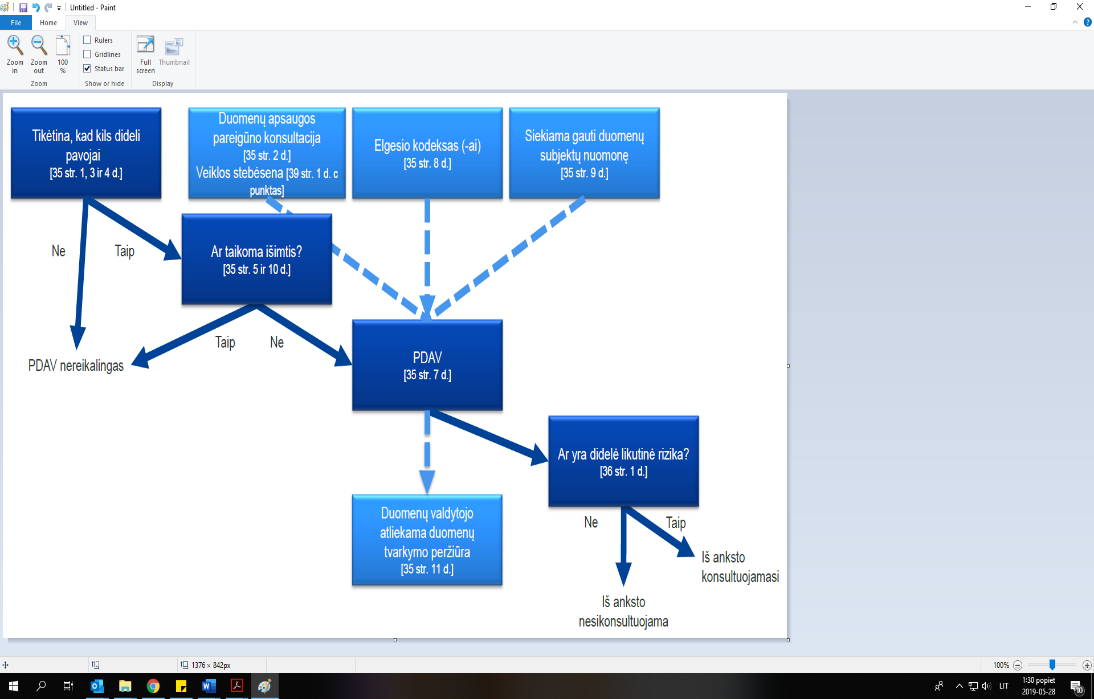 Untitled - Paint
File
Home
View
Zoom in
Zoom out
100 %
Rulers
Gridlines
Status bar
Full screen
Thumbnail
Zoom
Show or hide
Display
Tikėtina, kad kils dideli
pavojai
[35 str. 1, 3 ir 4 d.]
Duomenų apsaugos
pareigūno konsultacija
[35 str. 2 d.]
Veiklos stebėsena [39 str. 1 d. c
punktas]
Elgesio kodeksas (-ai)
[35 str. 8 d.]
Siekiama gauti duomenų
subjektų nuomonę
[35 str. 9 d.]
Ne
Taip
Ar taikoma išimtis?
[35 str. 5 ir 10 d.]
Taip
Ne
PDAV nereikalingas
PDAV
[35 str. 7 d.]
Ar yra didelė likutinė rizika?
[36 str. 1 d.]
Duomenų valdytojo
atliekama duomenų
tvarkymo peržiūra
[35 str. 11 d.]
Ne
Taip
Iš anksto
konsultuojamasi
Iš anksto
nesikonsultuojama
1376 × 842px
100%
LIT
1:30 popiet
2019-05-28